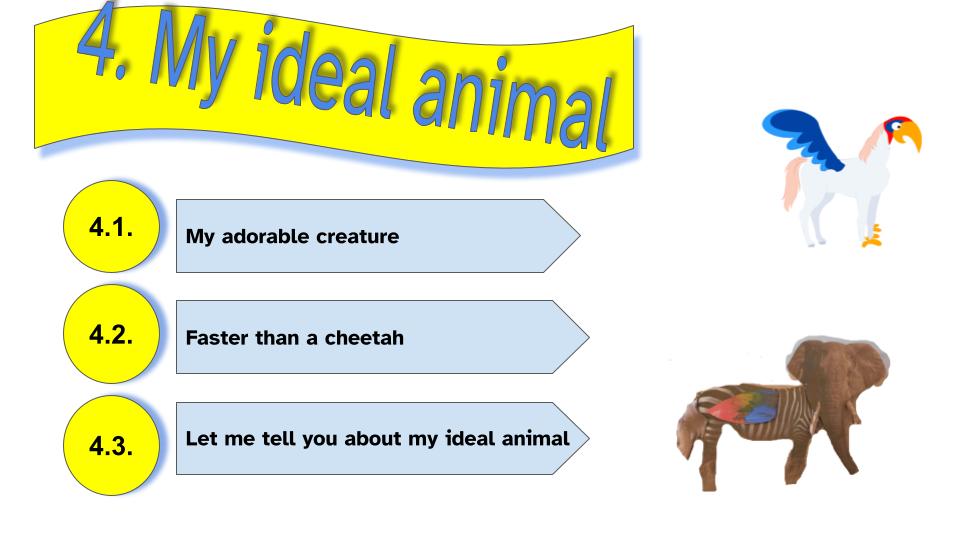 4. My ideal animal
4.1.
My adorable creature
4.2.
Faster than a cheetah
4.3.
Let me tell you about my ideal animal